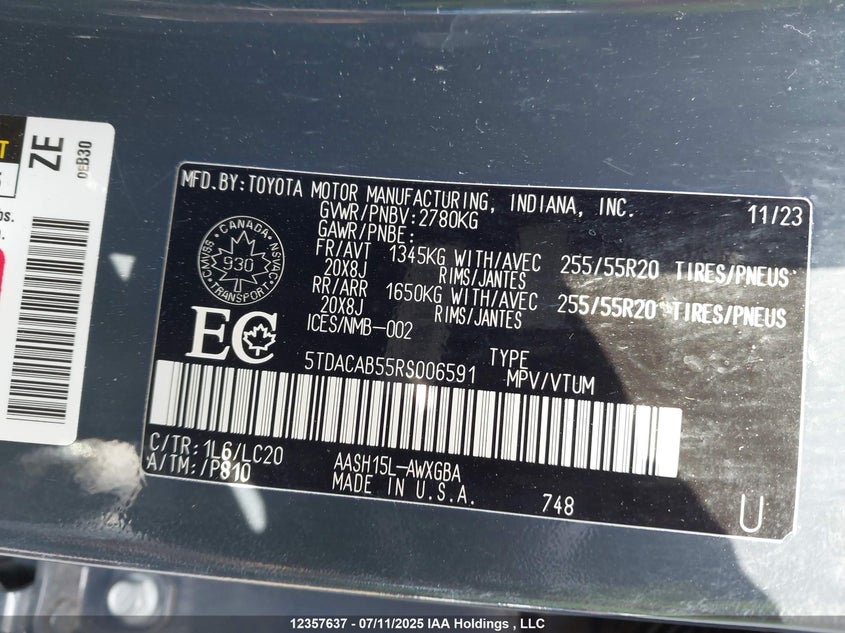 ZE
0EB30
MFD.BY:TOYOTA MOTOR MANUFACTURING, INDIANA, INC. 11/23
GVWR/PNBV:2780KG
GAWR/PNBE:
FR/AVT 1345KG WITH/AVEC 255/55R20 TIRES/PNEUS
20X8J RIMS/JANTES
RR/ARR 1650KG WITH/AVEC 255/55R20 TIRES/PNEUS
20X8J RIMS/JANTES
ICES/NMB-002
CANADA
CMVSS NSVAC
930
TRANSPORT
EC
5TDACAB55RS006591 TYPE
MPV/VTUM
C/TR:1L6/LC20 AASH15L-AWXGBA
A/TM:/P810 MADE IN U.S.A. 748 U
12357637 - 07/11/2025 IAA Holdings , LLC